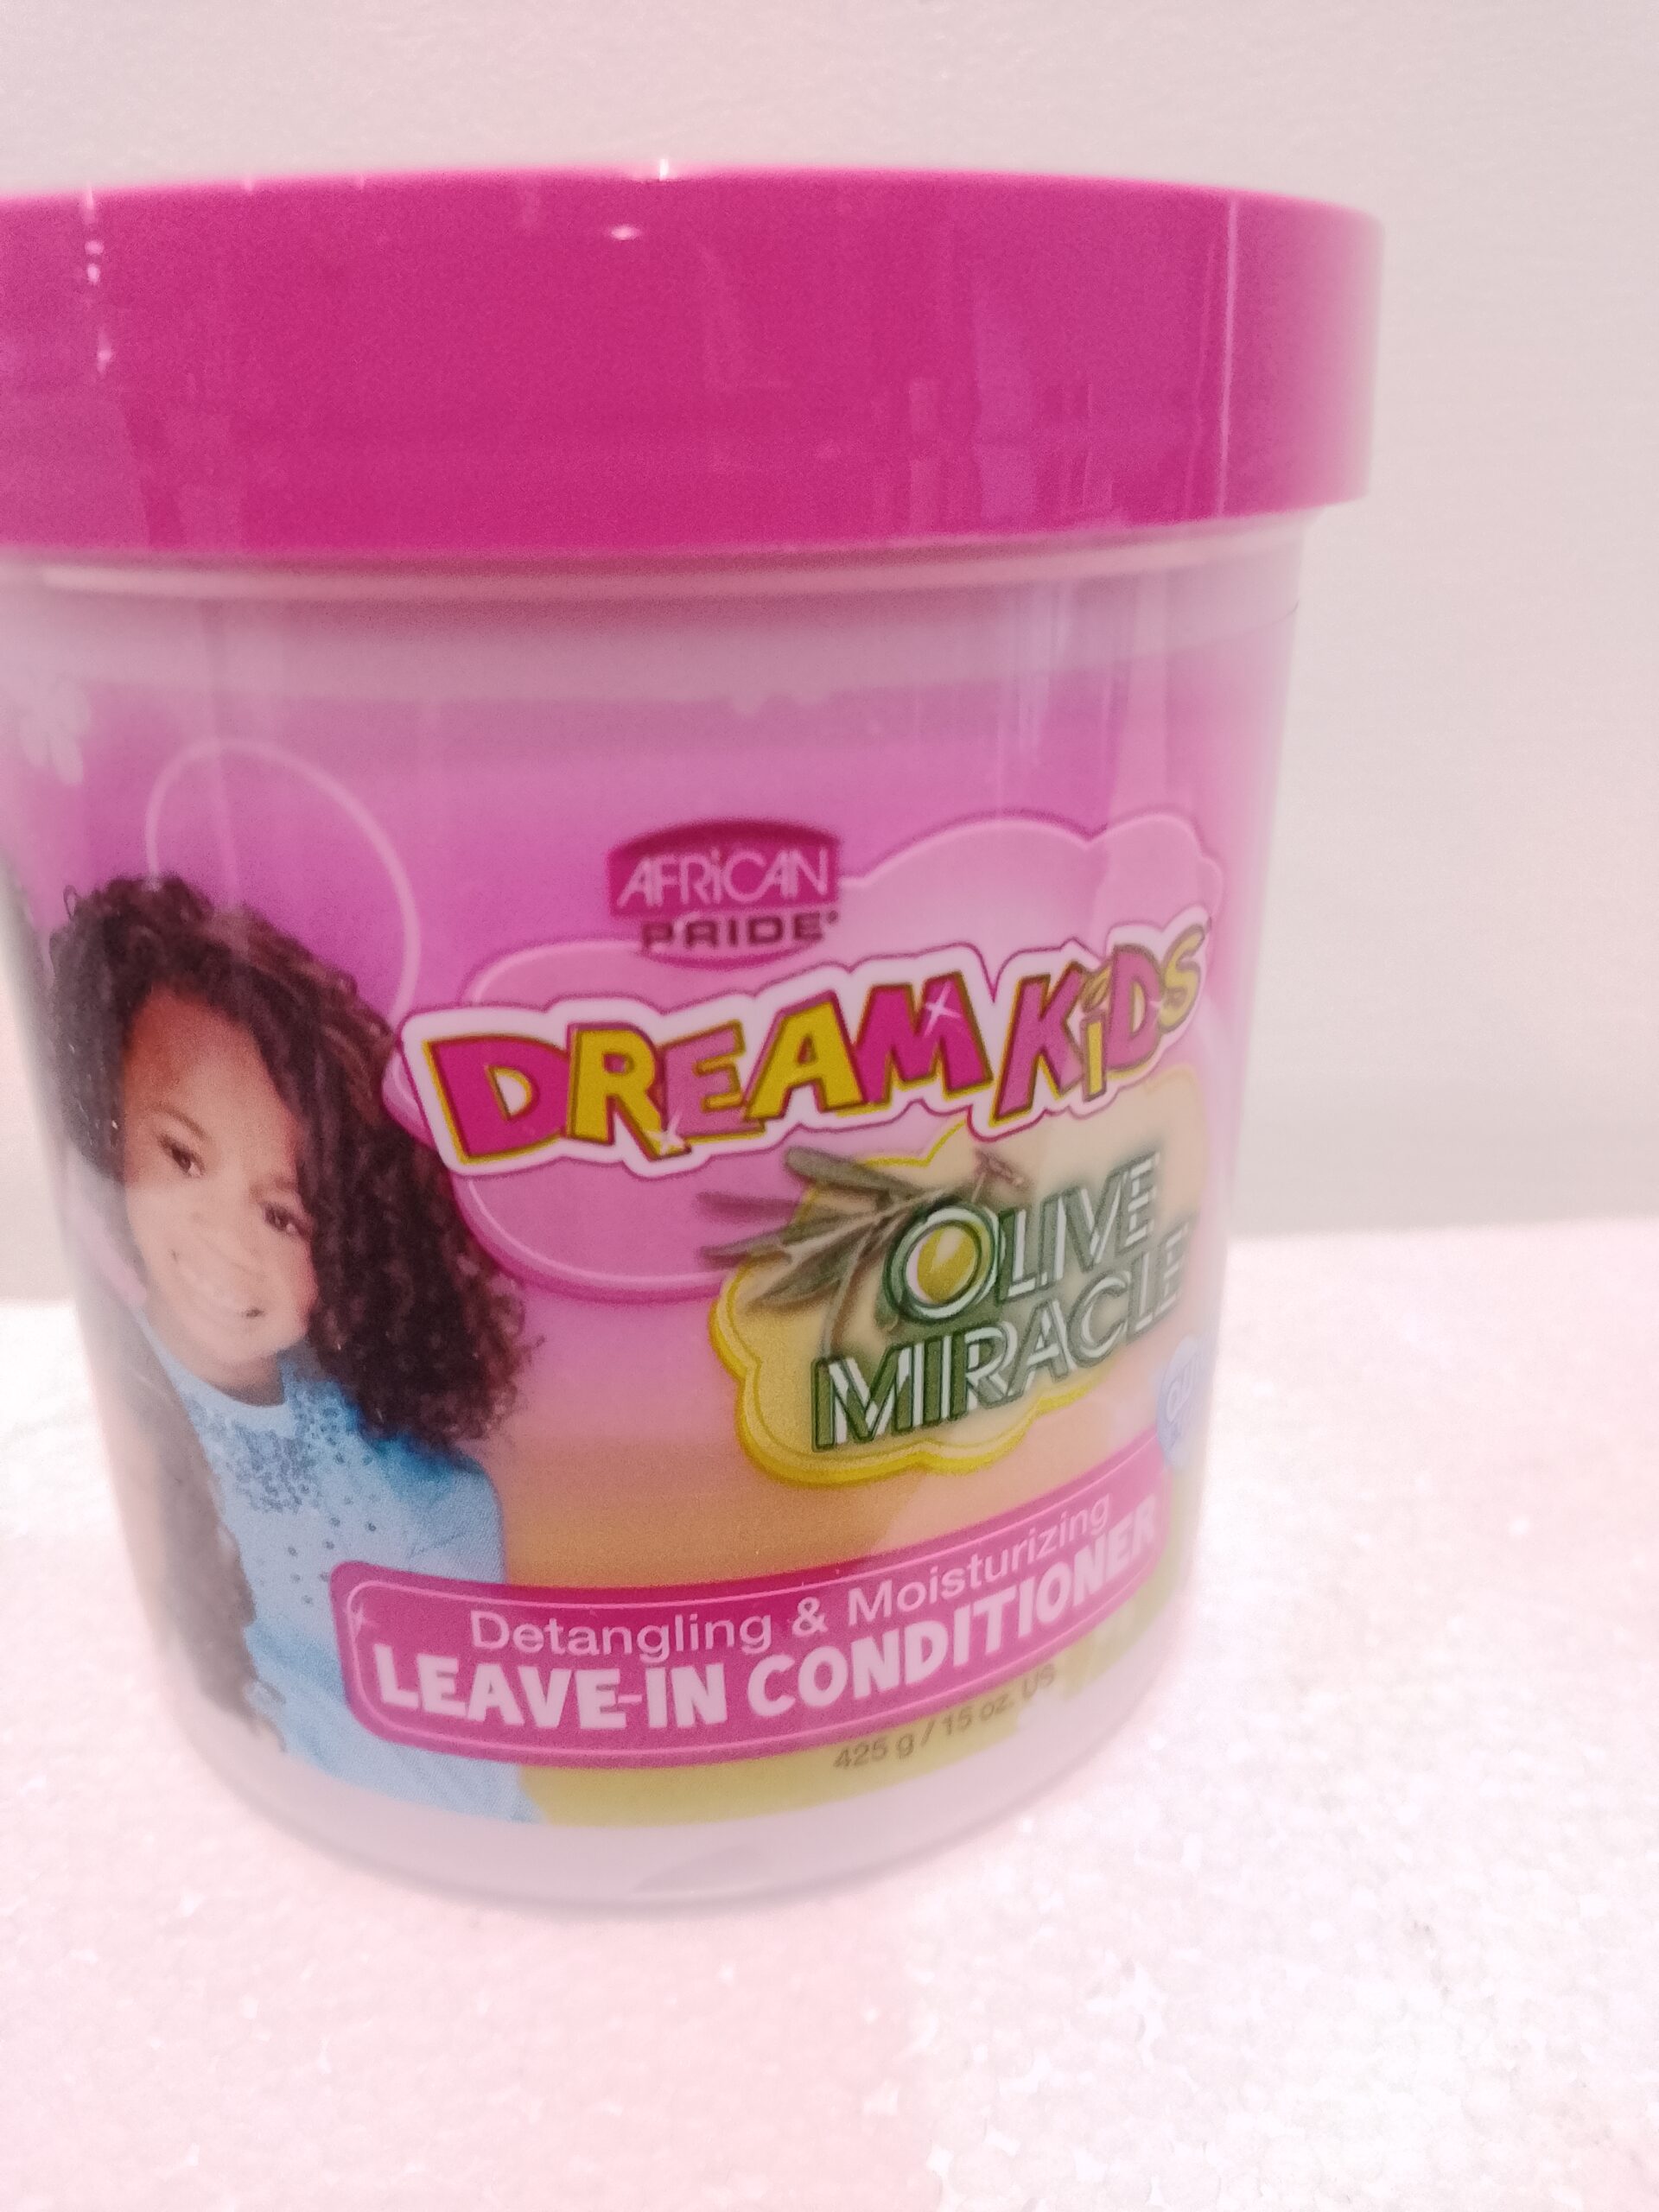 AFRICAN
PRIDE®
DREAM KiDS
OLIVE
MIRACLE
Detangling & Moisturizing
LEAVE-IN CONDITIONER
425 g / 15 oz. US